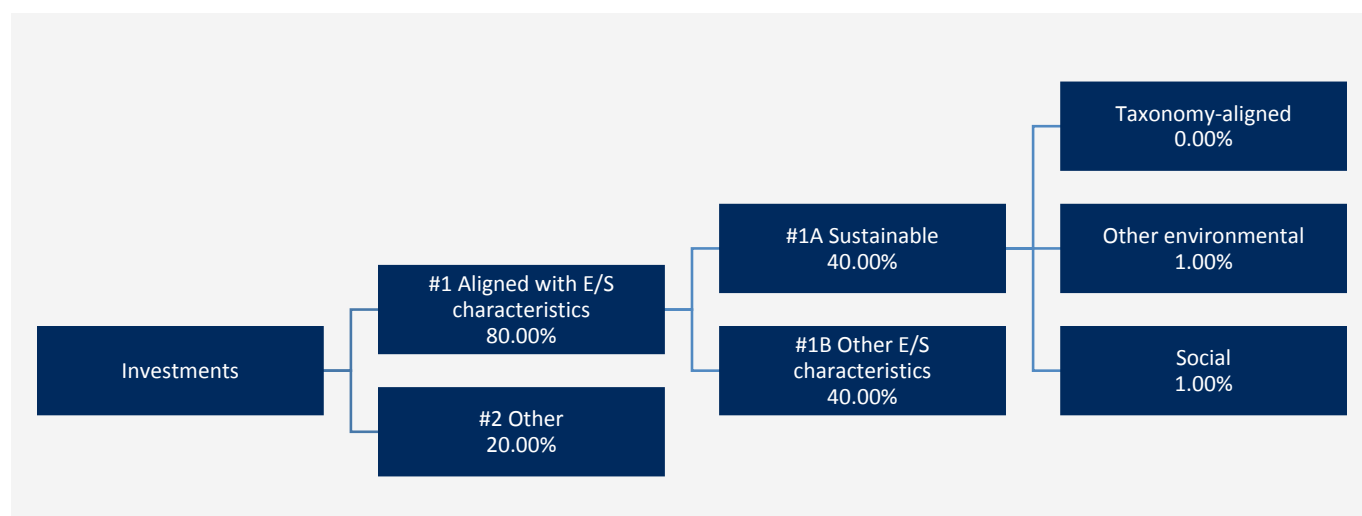 Investments
#1 Aligned with E/S
characteristics
80.00%
#2 Other
20.00%
#1A Sustainable
40.00%
#1B Other E/S
characteristics
40.00%
Taxonomy-aligned
0.00%
Other environmental
1.00%
Social
1.00%